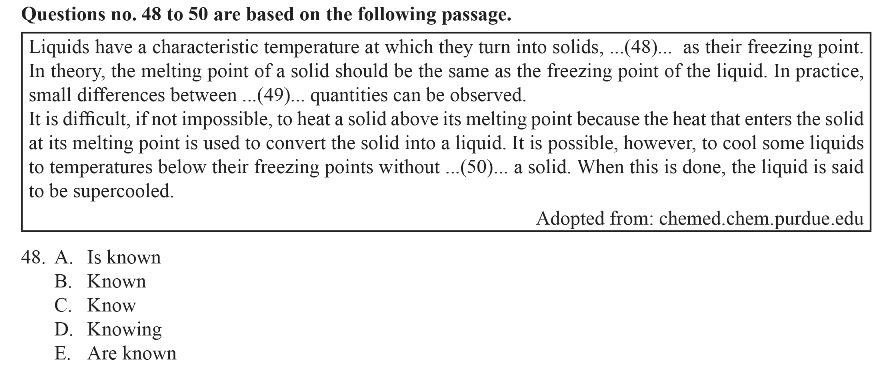 Questions no. 48 to 50 are based on the following passage.
Liquids have a characteristic temperature at which they turn into solids, ...(48)... as their freezing point.
In theory, the melting point of a solid should be the same as the freezing point of the liquid. In practice,
small differences between ...(49)... quantities can be observed.
It is difficult, if not impossible, to heat a solid above its melting point because the heat that enters the solid
at its melting point is used to convert the solid into a liquid. It is possible, however, to cool some liquids
to temperatures below their freezing points without ...(50)... a solid. When this is done, the liquid is said
to be supercooled.
Adopted from: chemed.chem.purdue.edu
48. A. Is known
B. Known
C. Know
D. Knowing
E. Are known